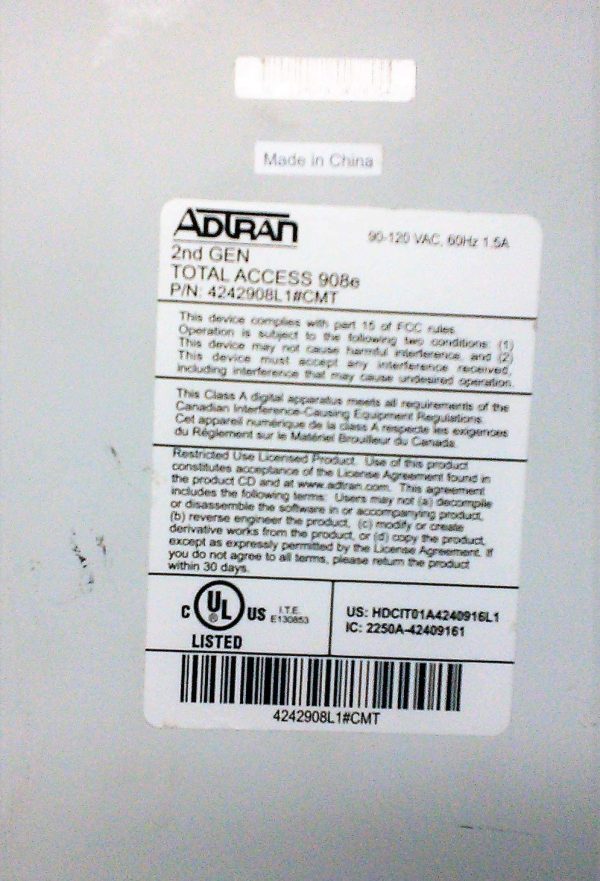 Made in China
ADTRAN
90-120 VAC, 60Hz 1.5A
2nd GEN
TOTAL ACCESS 908e
P/N: 4242908L1#CMT
This device complies with part 15 of FCC rules.
Operation is subject to the following two conditions: (1)
This device may not cause harmful interference, and (2)
This device must accept any interference received,
including interference that may cause undesired operation.
This Class A digital apparatus meets all requirements of the
Canadian Interference-Causing Equipment Regulations.
Cet appareil numérique de la class A respecte les exigences
du Règlement sur le Matériel Brouilleur du Canada.
Restricted Use Licensed Product. Use of this product
constitutes acceptance of the License Agreement found in
the product CD and at www.adtran.com. This agreement
includes the following terms: Users may not (a) decompile
or disassemble the software in or accompanying product,
(b) reverse engineer the product, (c) modify or create
derivative works from the product, or (d) copy the product,
except as expressly permitted by the License Agreement. If
you do not agree to all terms, please return the product
within 30 days.
C UL ® US I.T.E.
E130853
LISTED
US: HDCIT01A4240916L1
IC: 2250A-42409161
4242908L1#CMT